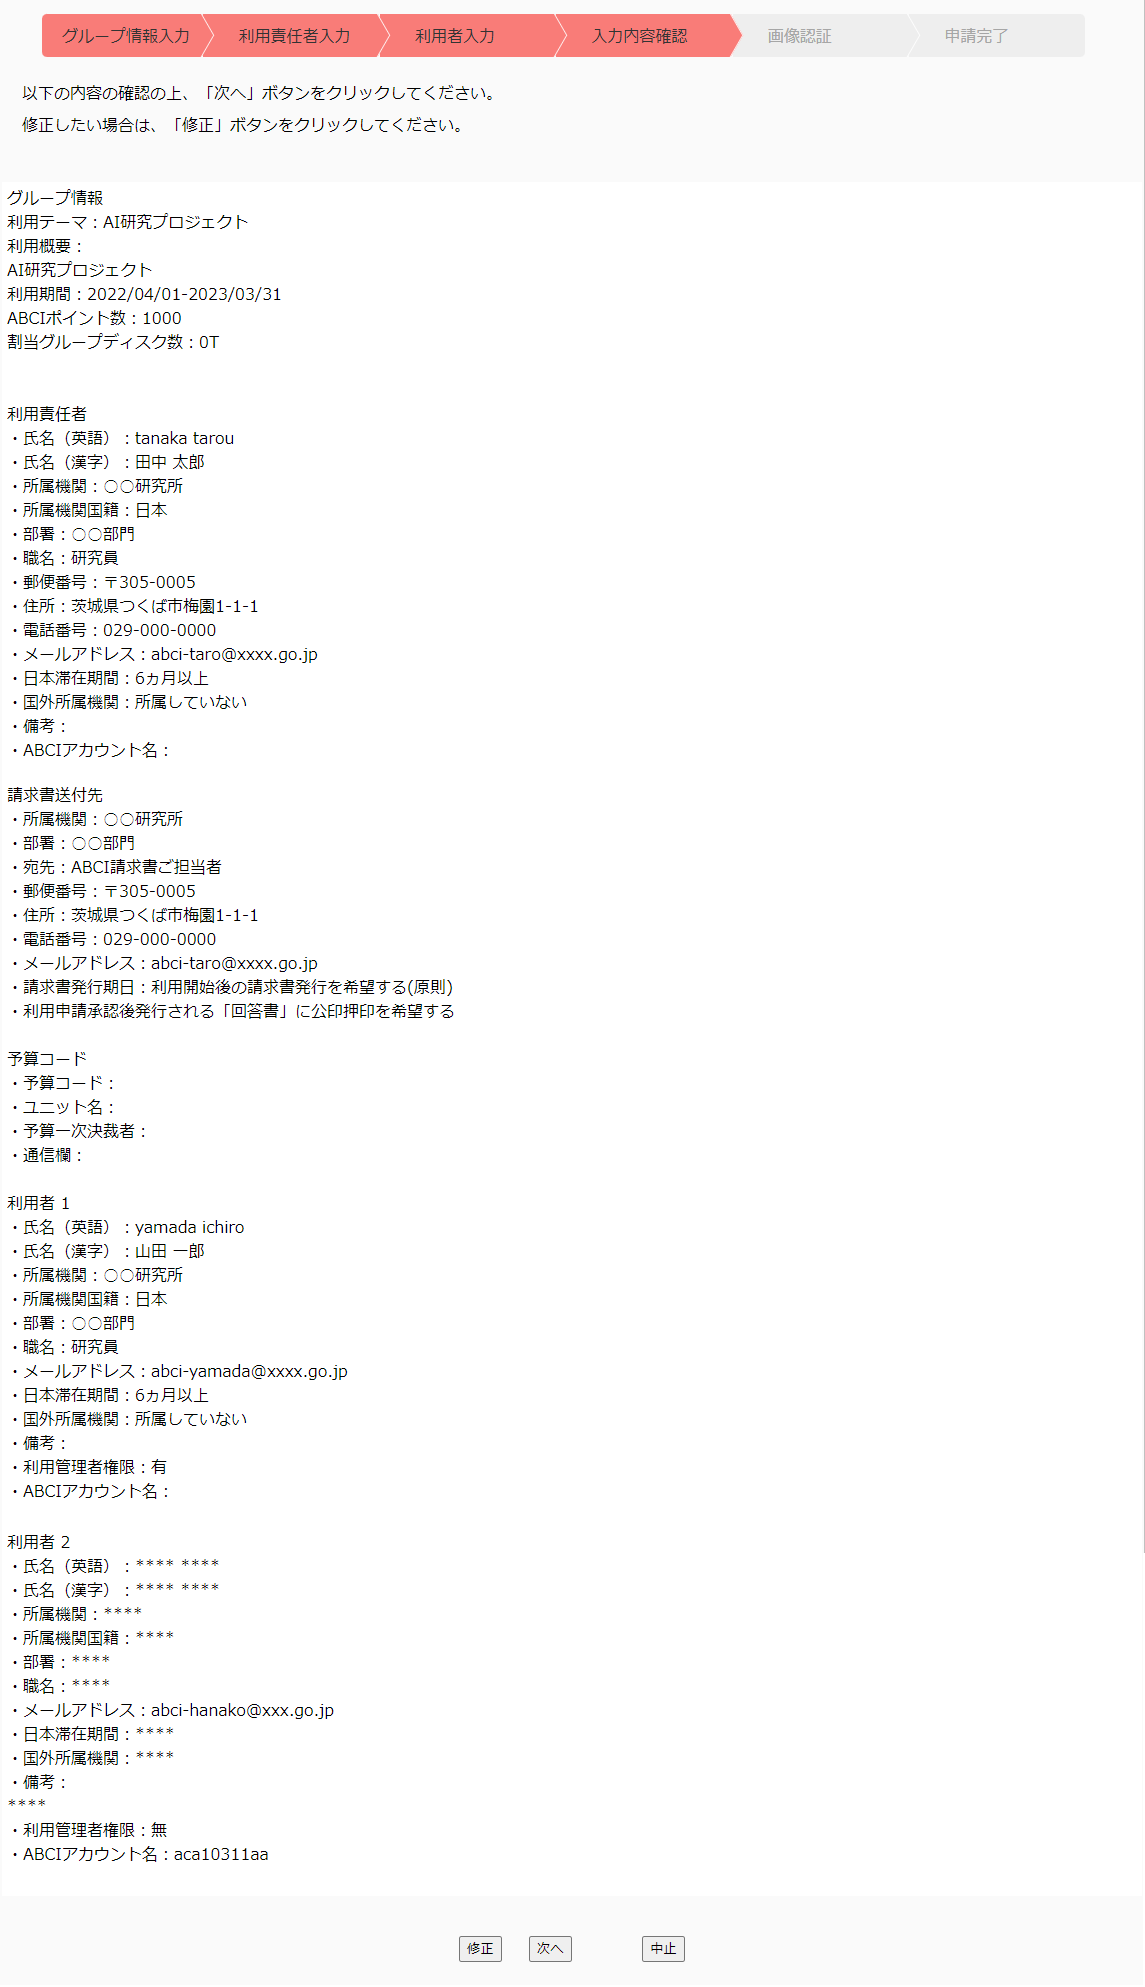 グループ情報入力 利用責任者入力 利用者入力 入力内容確認 画像認証 申請完了
以下の内容の確認の上、「次へ」ボタンをクリックしてください。
修正したい場合は、「修正」ボタンをクリックしてください。
グループ情報
利用テーマ：AI研究プロジェクト
利用概要：
AI研究プロジェクト
利用期間：2022/04/01-2023/03/31
ABCIポイント数：1000
割当グループディスク数：0T
利用責任者
・氏名（英語）：tanaka tarou
・氏名（漢字）：田中 太郎
・所属機関：○○研究所
・所属機関国籍：日本
・部署：○○部門
・職名：研究員
・郵便番号：〒305-0005
・住所：茨城県つくば市梅園1-1-1
・電話番号：029-000-0000
・メールアドレス：abci-taro@xxxx.go.jp
・日本滞在期間：6ヵ月以上
・国外所属機関：所属していない
・備考：
・ABCIアカウント名：
請求書送付先
・所属機関：○○研究所
・部署：○○部門
・宛先：ABCI請求書ご担当者
・郵便番号：〒305-0005
・住所：茨城県つくば市梅園1-1-1
・電話番号：029-000-0000
・メールアドレス：abci-taro@xxxx.go.jp
・請求書発行期日：利用開始後の請求書発行を希望する(原則)
・利用申請承認後発行される「回答書」に公印押印を希望する
予算コード
・予算コード：
・ユニット名：
・予算一次決裁者：
・通信欄：
利用者 1
・氏名（英語）：yamada ichiro
・氏名（漢字）：山田 一郎
・所属機関：○○研究所
・所属機関国籍：日本
・部署：○○部門
・職名：研究員
・メールアドレス：abci-yamada@xxxx.go.jp
・日本滞在期間：6ヵ月以上
・国外所属機関：所属していない
・備考：
・利用管理者権限：有
・ABCIアカウント名：
利用者 2
・氏名（英語）：**** ****
・氏名（漢字）：**** ****
・所属機関：****
・所属機関国籍：****
・部署：****
・職名：****
・メールアドレス：abci-hanako@xxx.go.jp
・日本滞在期間：****
・国外所属機関：****
・備考：
****
・利用管理者権限：無
・ABCIアカウント名：aca10311aa
修正 次へ 中止